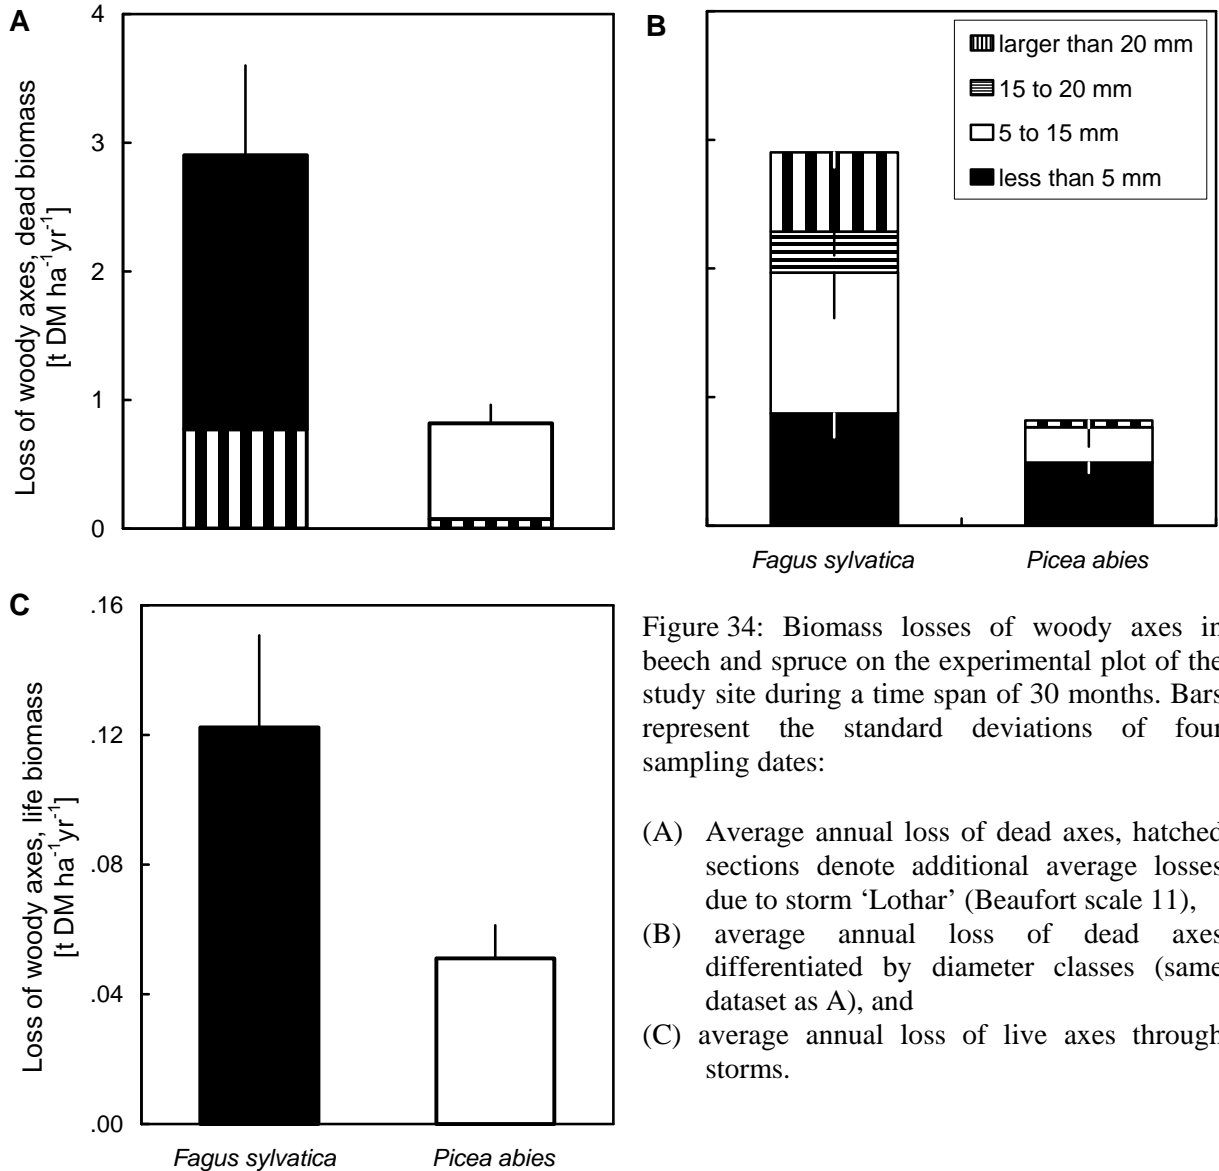 A
4
3
2
1
0
Loss of woody axes, dead biomass
[t DM ha⁻¹yr⁻¹]
B
larger than 20 mm
15 to 20 mm
5 to 15 mm
less than 5 mm
Fagus sylvatica Picea abies
C
.16
.12
.08
.04
.00
Loss of woody axes, life biomass
[t DM ha⁻¹yr⁻¹]
Fagus sylvatica Picea abies
Figure 34: Biomass losses of woody axes in
beech and spruce on the experimental plot of the
study site during a time span of 30 months. Bars
represent the standard deviations of four
sampling dates:
(A) Average annual loss of dead axes, hatched
sections denote additional average losses
due to storm ‘Lothar’ (Beaufort scale 11),
(B) average annual loss of dead axes
differentiated by diameter classes (same
dataset as A), and
(C) average annual loss of live axes through
storms.